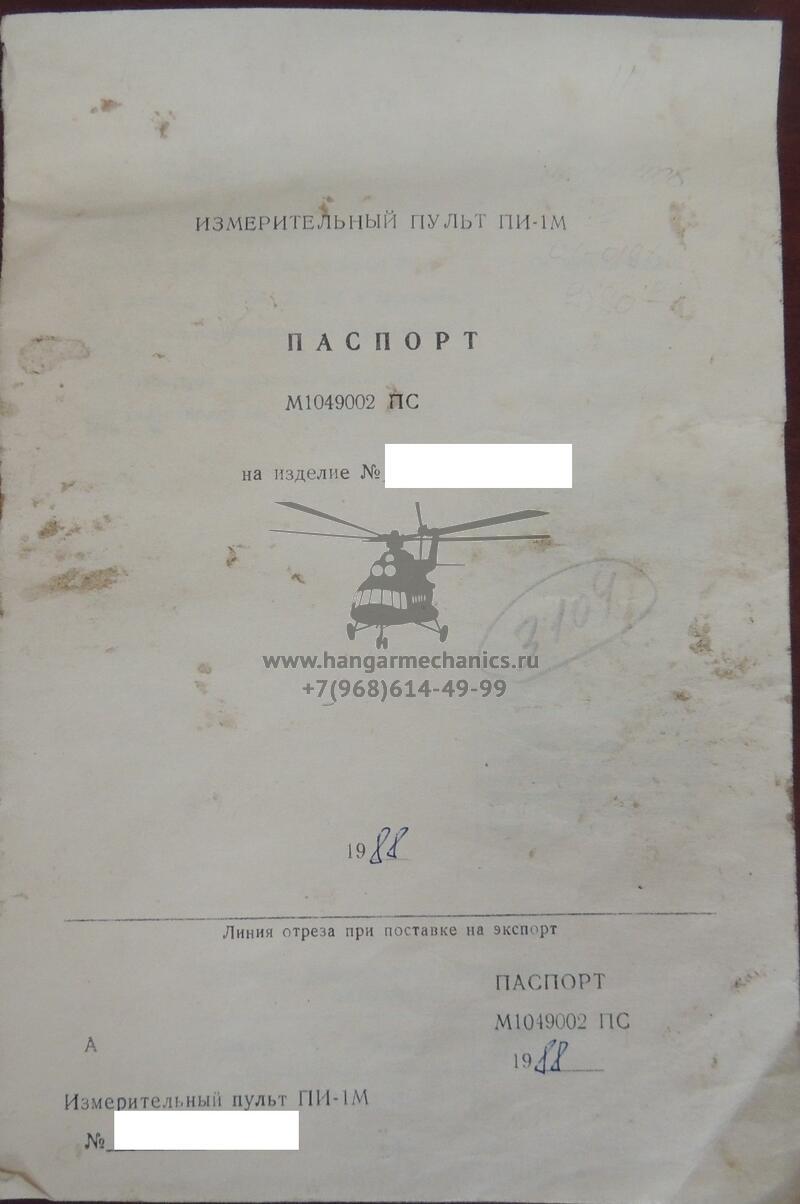 ИЗМЕРИТЕЛЬНЫЙ ПУЛЬТ ПИ-1М
ПАСПОРТ
М1049002 ПС
на изделие №
3104
www.hangarmechanics.ru
+7(968)614-49-99
1988
Линия отреза при поставке на экспорт
ПАСПОРТ
М1049002 ПС
А
1988
Измерительный пульт ПИ-1М
№